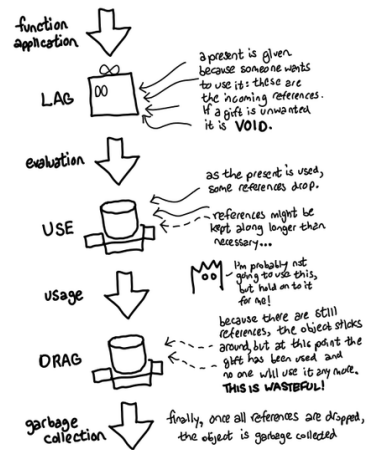 function
application
LAG
a present is given
because someone wants
to use it: these are
the incoming references.
If a gift is unwanted
it is VOID.
evaluation
as the present is used,
some references drop.
USE
references might be
kept along longer than
necessary...
I'm probably not
going to use this,
but hold on to it
for me!
usage
because there are still
references, the object sticks
around, but at this point the
gift has been used and
no one will use it any more.
THIS IS WASTEFUL!
DRAG
garbage
collection
finally, once all references are dropped,
the object is garbage collected